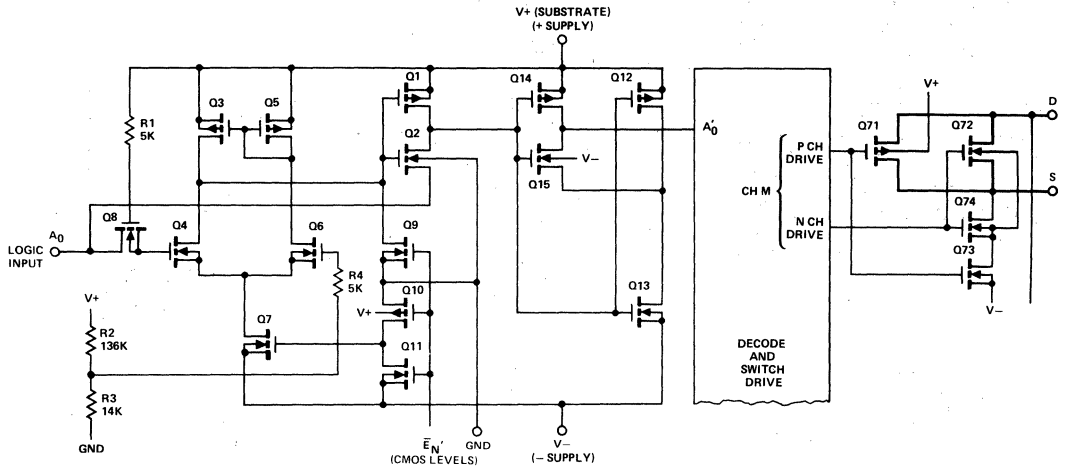 V+ (SUBSTRATE)
(+ SUPPLY)
Q1
Q14
Q12
Q3
Q5
R1
5K
Q2
V–
Q15
A′0
V+
D
Q71
Q72
P CH
DRIVE
CH M
S
Q74
N CH
DRIVE
Q73
V–
Q8
A0
LOGIC
INPUT
Q4
Q6
Q9
R4
5K
V+
Q10
V+
R2
136K
Q7
Q11
Q13
R3
14K
GND
DECODE
AND
SWITCH
DRIVE
E̅N′
(CMOS LEVELS)
GND
V–
(– SUPPLY)